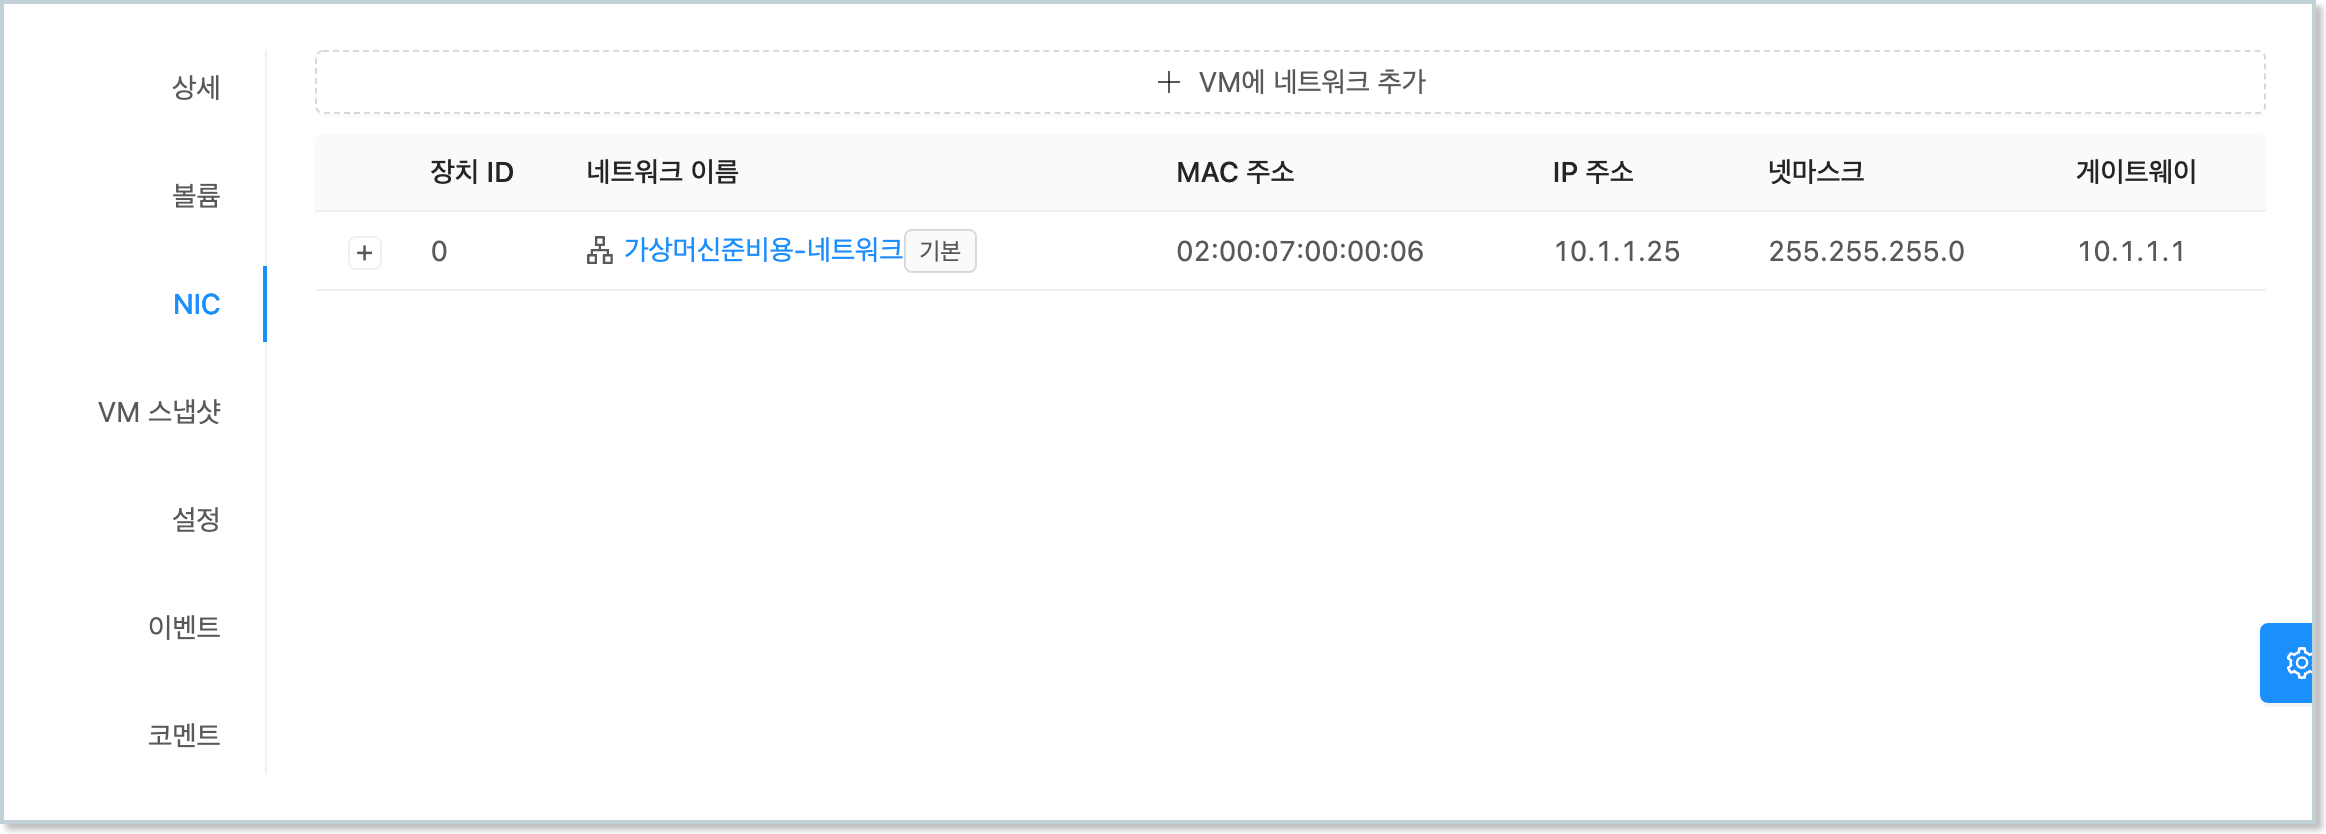 상세
볼륨
NIC
VM 스냅샷
설정
이벤트
코멘트
+ VM에 네트워크 추가
장치 ID 네트워크 이름 MAC 주소 IP 주소 넷마스크 게이트웨이
+ 0 가상머신준비용-네트워크 기본 02:00:07:00:00:06 10.1.1.25 255.255.255.0 10.1.1.1